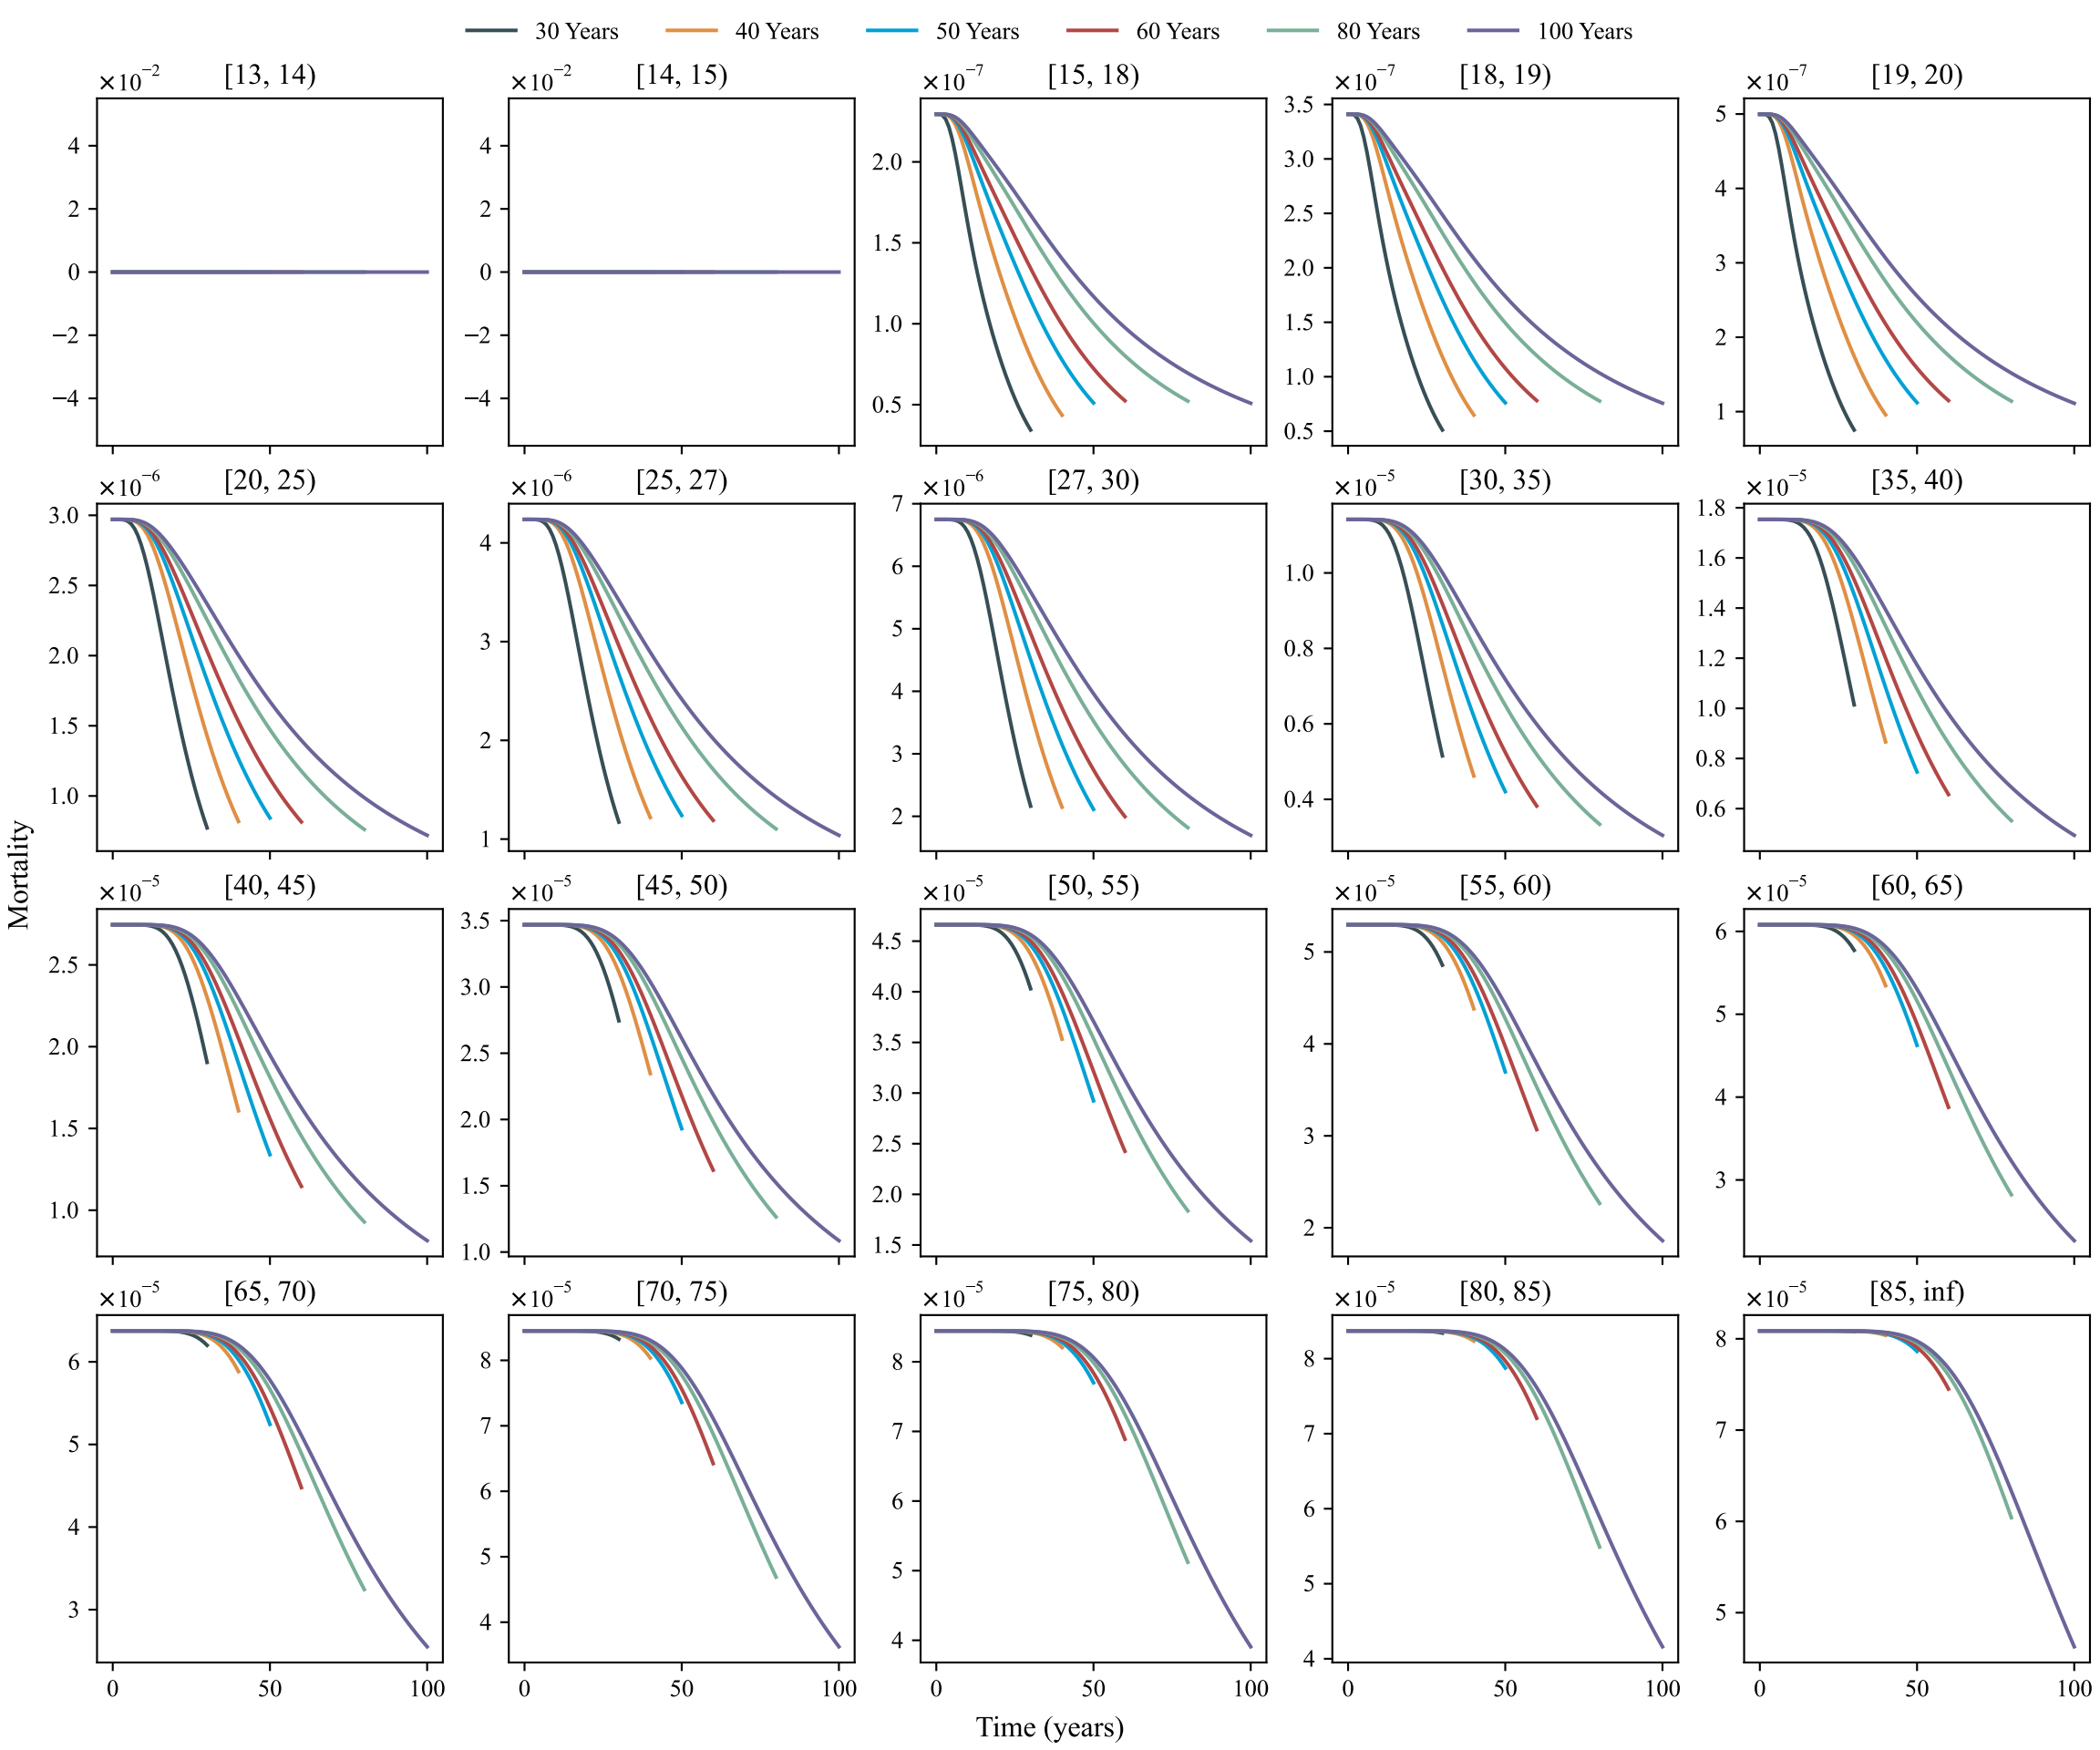 30 Years 40 Years 50 Years 60 Years 80 Years 100 Years
×10⁻² [13, 14) ×10⁻² [14, 15) ×10⁻⁷ [15, 18) ×10⁻⁷ [18, 19) ×10⁻⁷ [19, 20)
4 2 0 −2 −4
4 2 0 −2 −4
2.0 1.5 1.0 0.5
3.5 3.0 2.5 2.0 1.5 1.0 0.5
5 4 3 2 1
×10⁻⁶ [20, 25) ×10⁻⁶ [25, 27) ×10⁻⁶ [27, 30) ×10⁻⁵ [30, 35) ×10⁻⁵ [35, 40)
3.0 2.5 2.0 1.5 1.0
4 3 2 1
7 6 5 4 3 2
1.0 0.8 0.6 0.4
1.8 1.6 1.4 1.2 1.0 0.8 0.6
Mortality
×10⁻⁵ [40, 45) ×10⁻⁵ [45, 50) ×10⁻⁵ [50, 55) ×10⁻⁵ [55, 60) ×10⁻⁵ [60, 65)
2.5 2.0 1.5 1.0
3.5 3.0 2.5 2.0 1.5 1.0
4.5 4.0 3.5 3.0 2.5 2.0 1.5
5 4 3 2
6 5 4 3
×10⁻⁵ [65, 70) ×10⁻⁵ [70, 75) ×10⁻⁵ [75, 80) ×10⁻⁵ [80, 85) ×10⁻⁵ [85, inf)
6 5 4 3
8 7 6 5 4
8 7 6 5 4
8 7 6 5 4
8 7 6 5
0 50 100 0 50 100 0 50 100 0 50 100 0 50 100
Time (years)